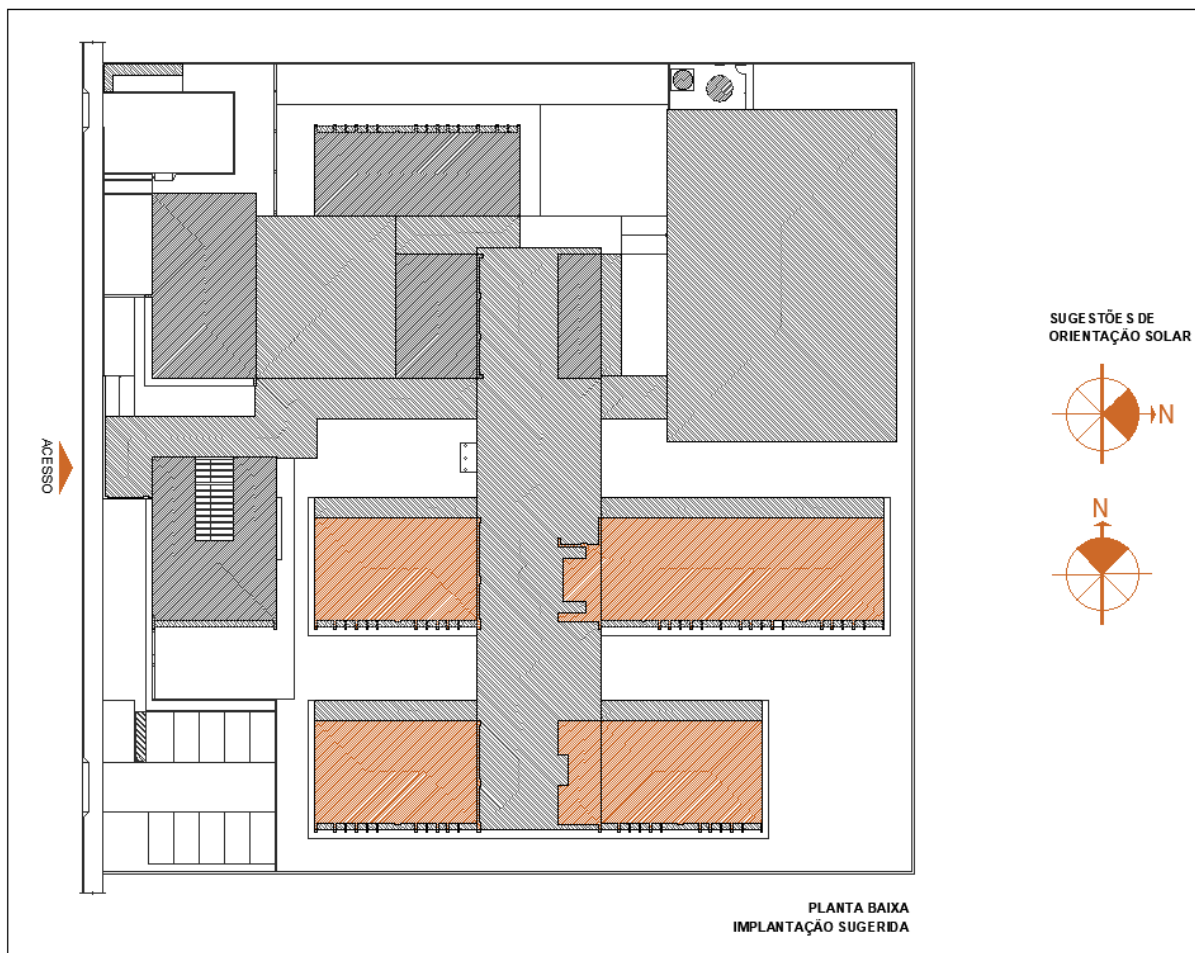 SUGESTÕES DE
ORIENTAÇÃO SOLAR
N
N
ACESSO
PLANTA BAIXA
IMPLANTAÇÃO SUGERIDA